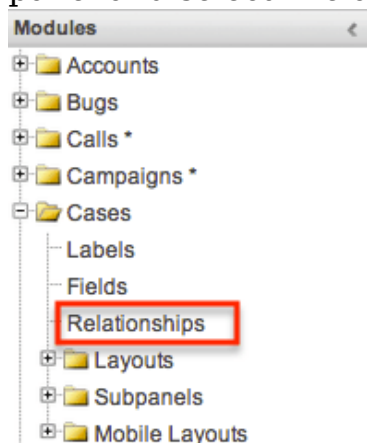 Modules <
Accounts
Bugs
Calls *
Campaigns *
Cases
Labels
Fields
Relationships
Layouts
Subpanels
Mobile Layouts